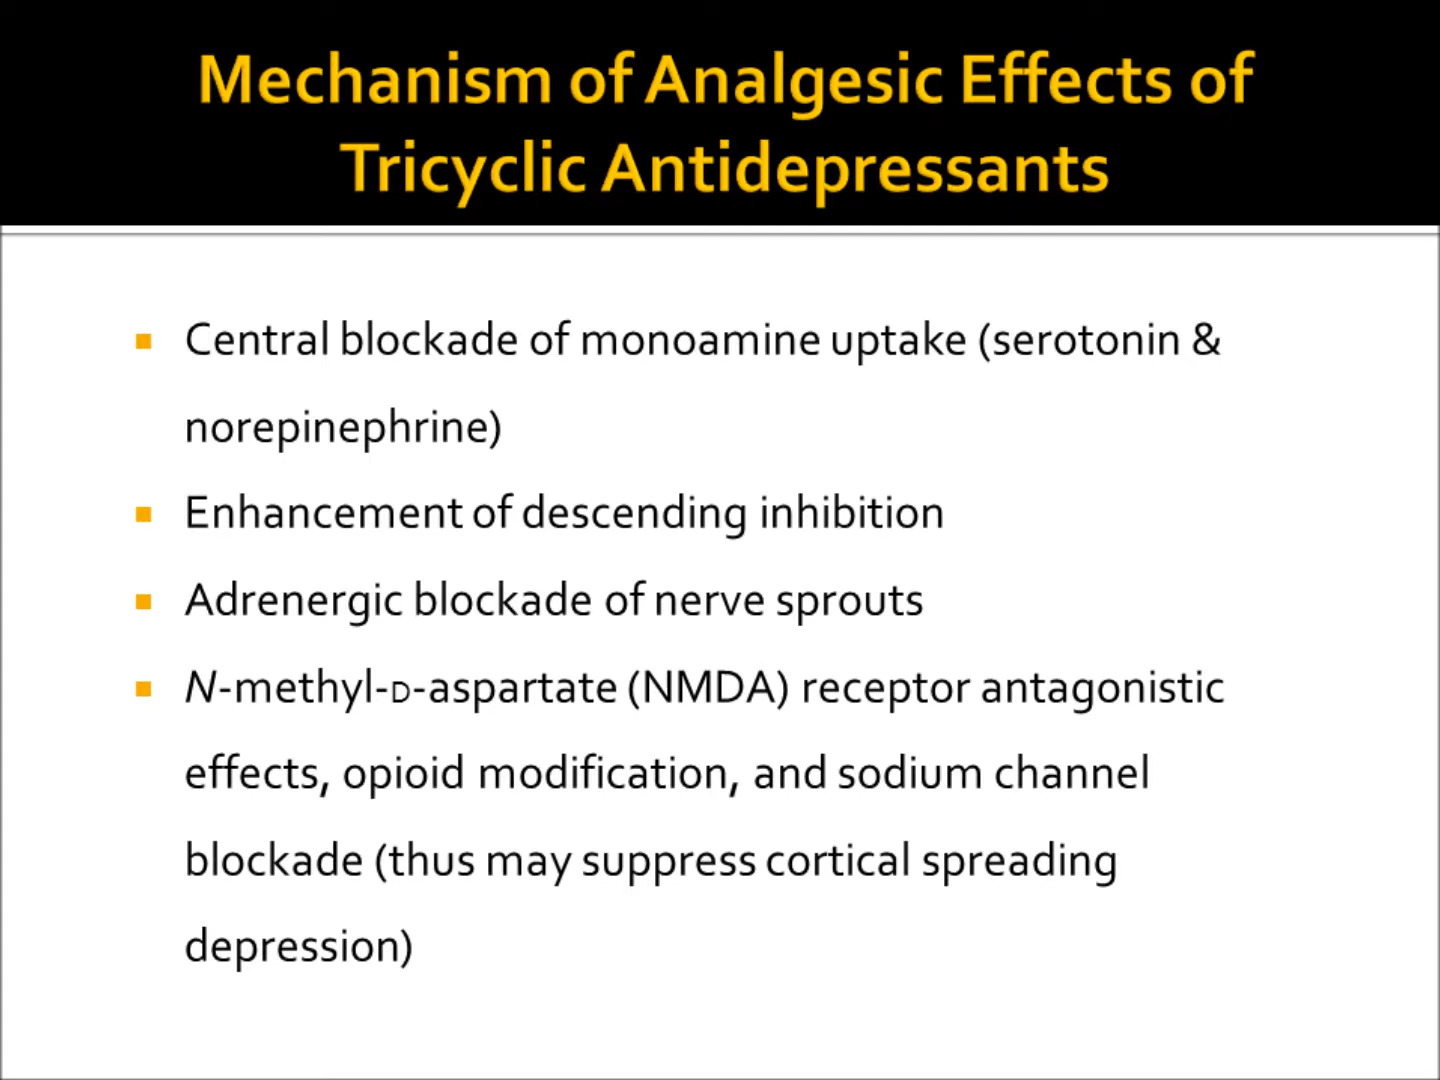 Mechanism of Analgesic Effects of
Tricyclic Antidepressants
Central blockade of monoamine uptake (serotonin &
norepinephrine)
Enhancement of descending inhibition
Adrenergic blockade of nerve sprouts
N-methyl-D-aspartate (NMDA) receptor antagonistic
effects, opioid modification, and sodium channel
blockade (thus may suppress cortical spreading
depression)